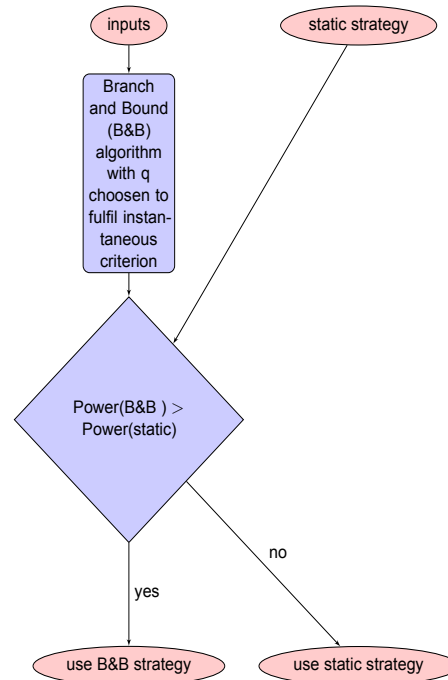 inputs
static strategy
Branch
and Bound
(B&B)
algorithm
with q
choosen to
fulfil instan-
taneous
criterion
Power(B&B ) >
Power(static)
no
yes
use B&B strategy
use static strategy